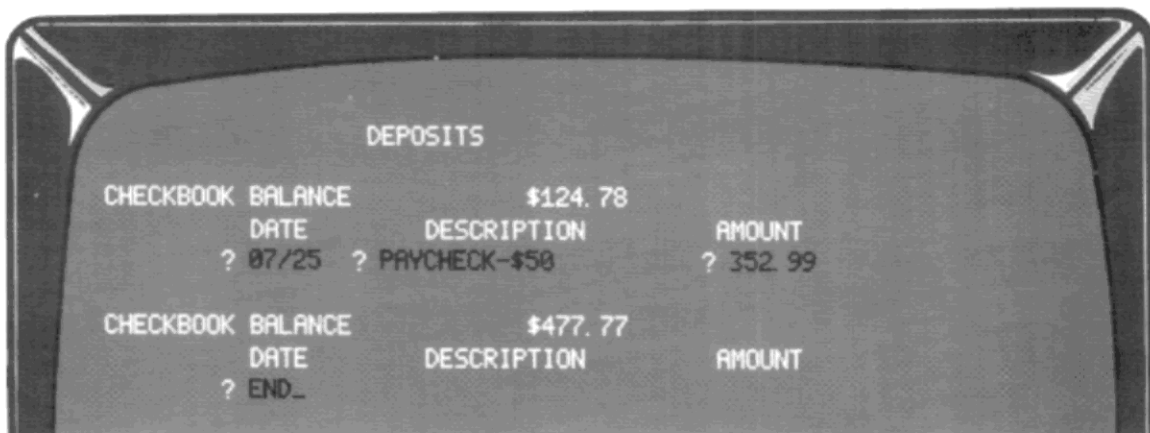 DEPOSITS
CHECKBOOK BALANCE $124.78
DATE DESCRIPTION AMOUNT
? 07/25 ? PAYCHECK-$50 ? 352.99
CHECKBOOK BALANCE $477.77
DATE DESCRIPTION AMOUNT
? END_